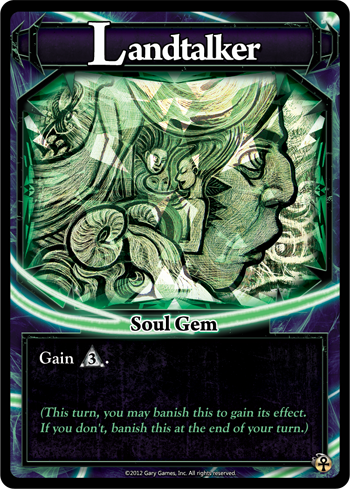 Landtalker
Soul Gem
Gain 3.
(This turn, you may banish this to gain its effect.
If you don't, banish this at the end of your turn.)
©2012 Gary Games, Inc. All rights reserved.